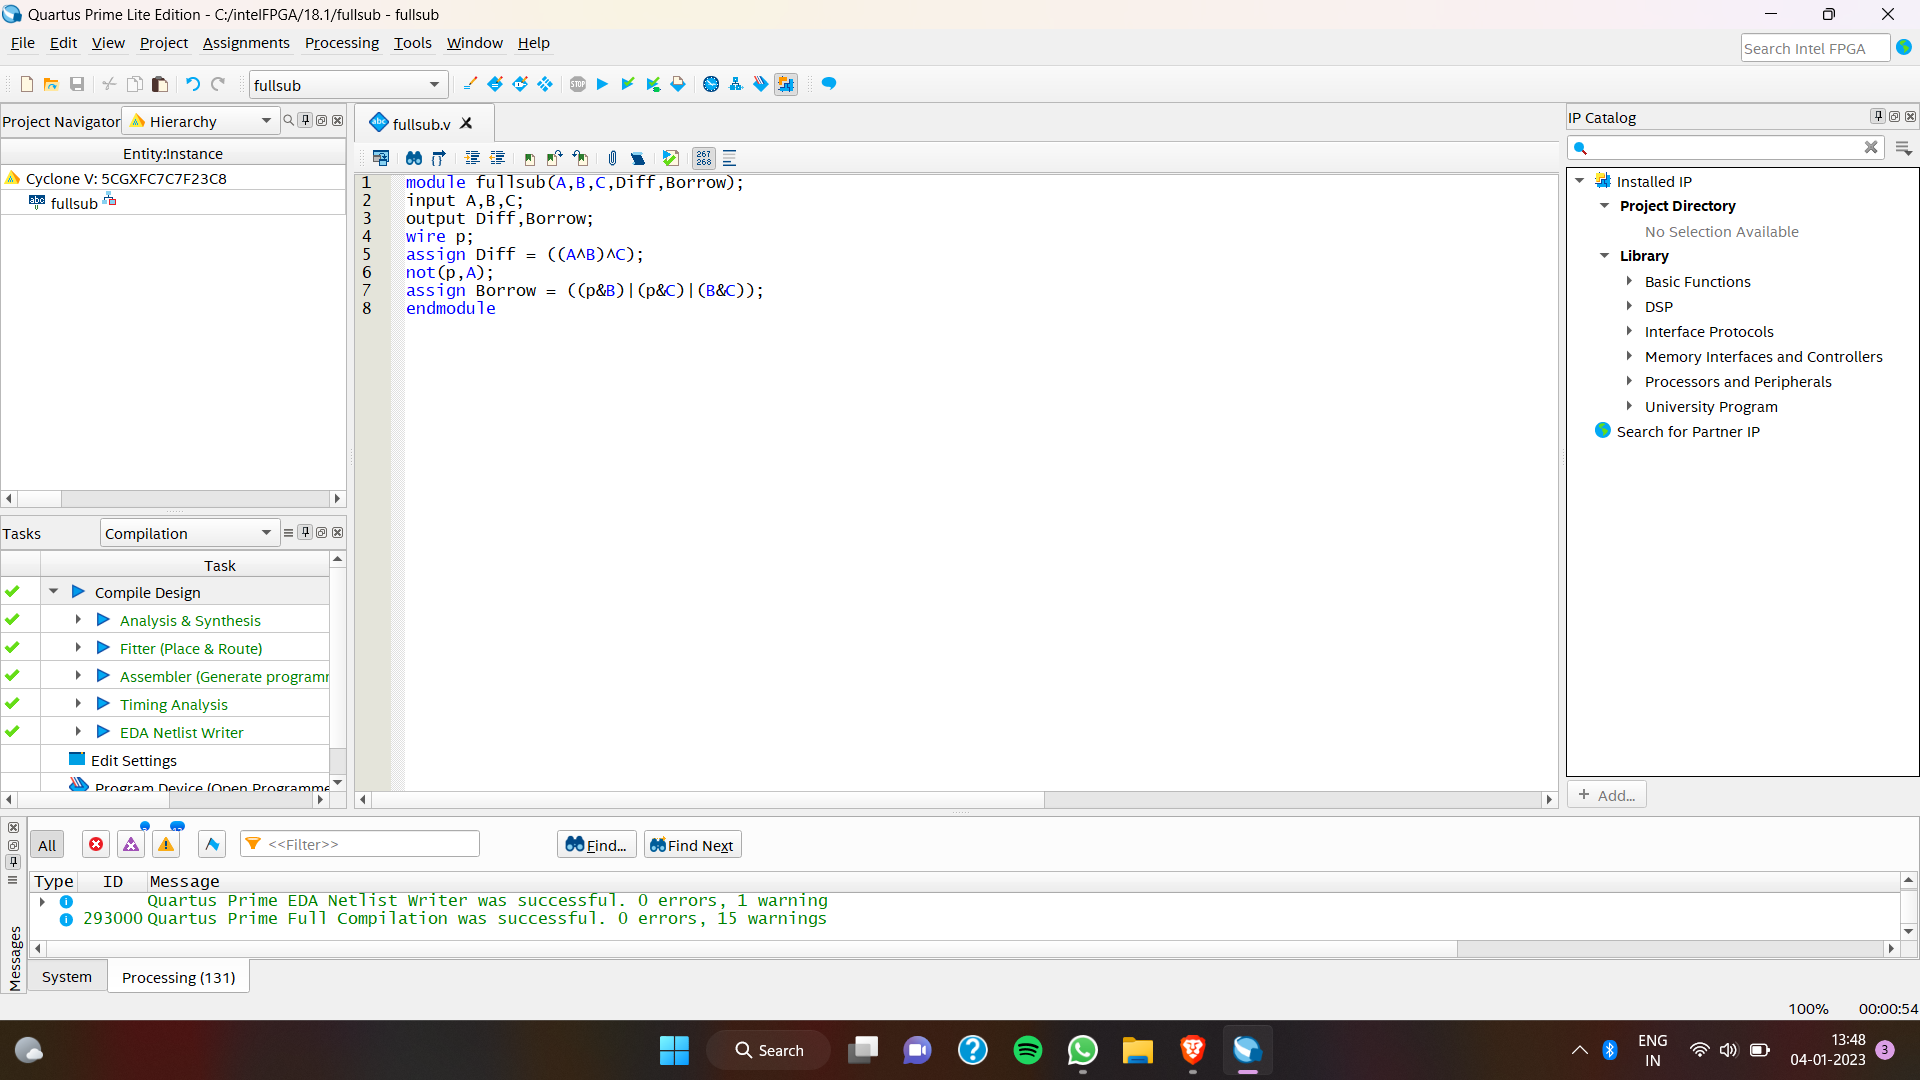 Quartus Prime Lite Edition - C:/intelFPGA/18.1/fullsub - fullsub
File Edit View Project Assignments Processing Tools Window Help
Search Intel FPGA
fullsub
Project Navigator Hierarchy
Entity:Instance
Cyclone V: 5CGXFC7C7F23C8
fullsub
Tasks Compilation
Task
Compile Design
Analysis & Synthesis
Fitter (Place & Route)
Assembler (Generate programm
Timing Analysis
EDA Netlist Writer
Edit Settings
Program Device (Open Programme
fullsub.v
267
268
1 module fullsub(A,B,C,Diff,Borrow);
2 input A,B,C;
3 output Diff,Borrow;
4 wire p;
5 assign Diff = ((A^B)^C);
6 not(p,A);
7 assign Borrow = ((p&B)|(p&C)|(B&C));
8 endmodule
IP Catalog
Installed IP
Project Directory
No Selection Available
Library
Basic Functions
DSP
Interface Protocols
Memory Interfaces and Controllers
Processors and Peripherals
University Program
Search for Partner IP
+ Add...
All <<Filter>> Find... Find Next
Type ID Message
Quartus Prime EDA Netlist Writer was successful. 0 errors, 1 warning
293000 Quartus Prime Full Compilation was successful. 0 errors, 15 warnings
Messages
System Processing (131)
100% 00:00:54
Search
ENG
IN
13:48
04-01-2023
3